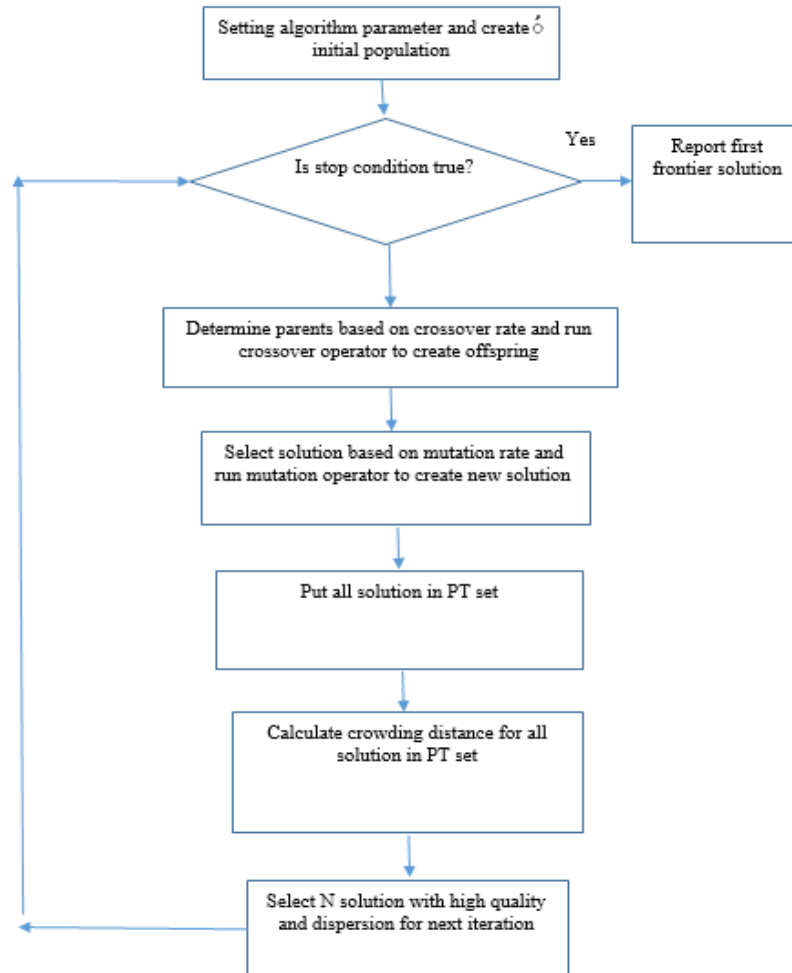 Setting algorithm parameter and create
initial population
Is stop condition true?
Yes
Report first
frontier solution
Determine parents based on crossover rate and run
crossover operator to create offspring
Select solution based on mutation rate and
run mutation operator to create new solution
Put all solution in PT set
Calculate crowding distance for all
solution in PT set
Select N solution with high quality
and dispersion for next iteration